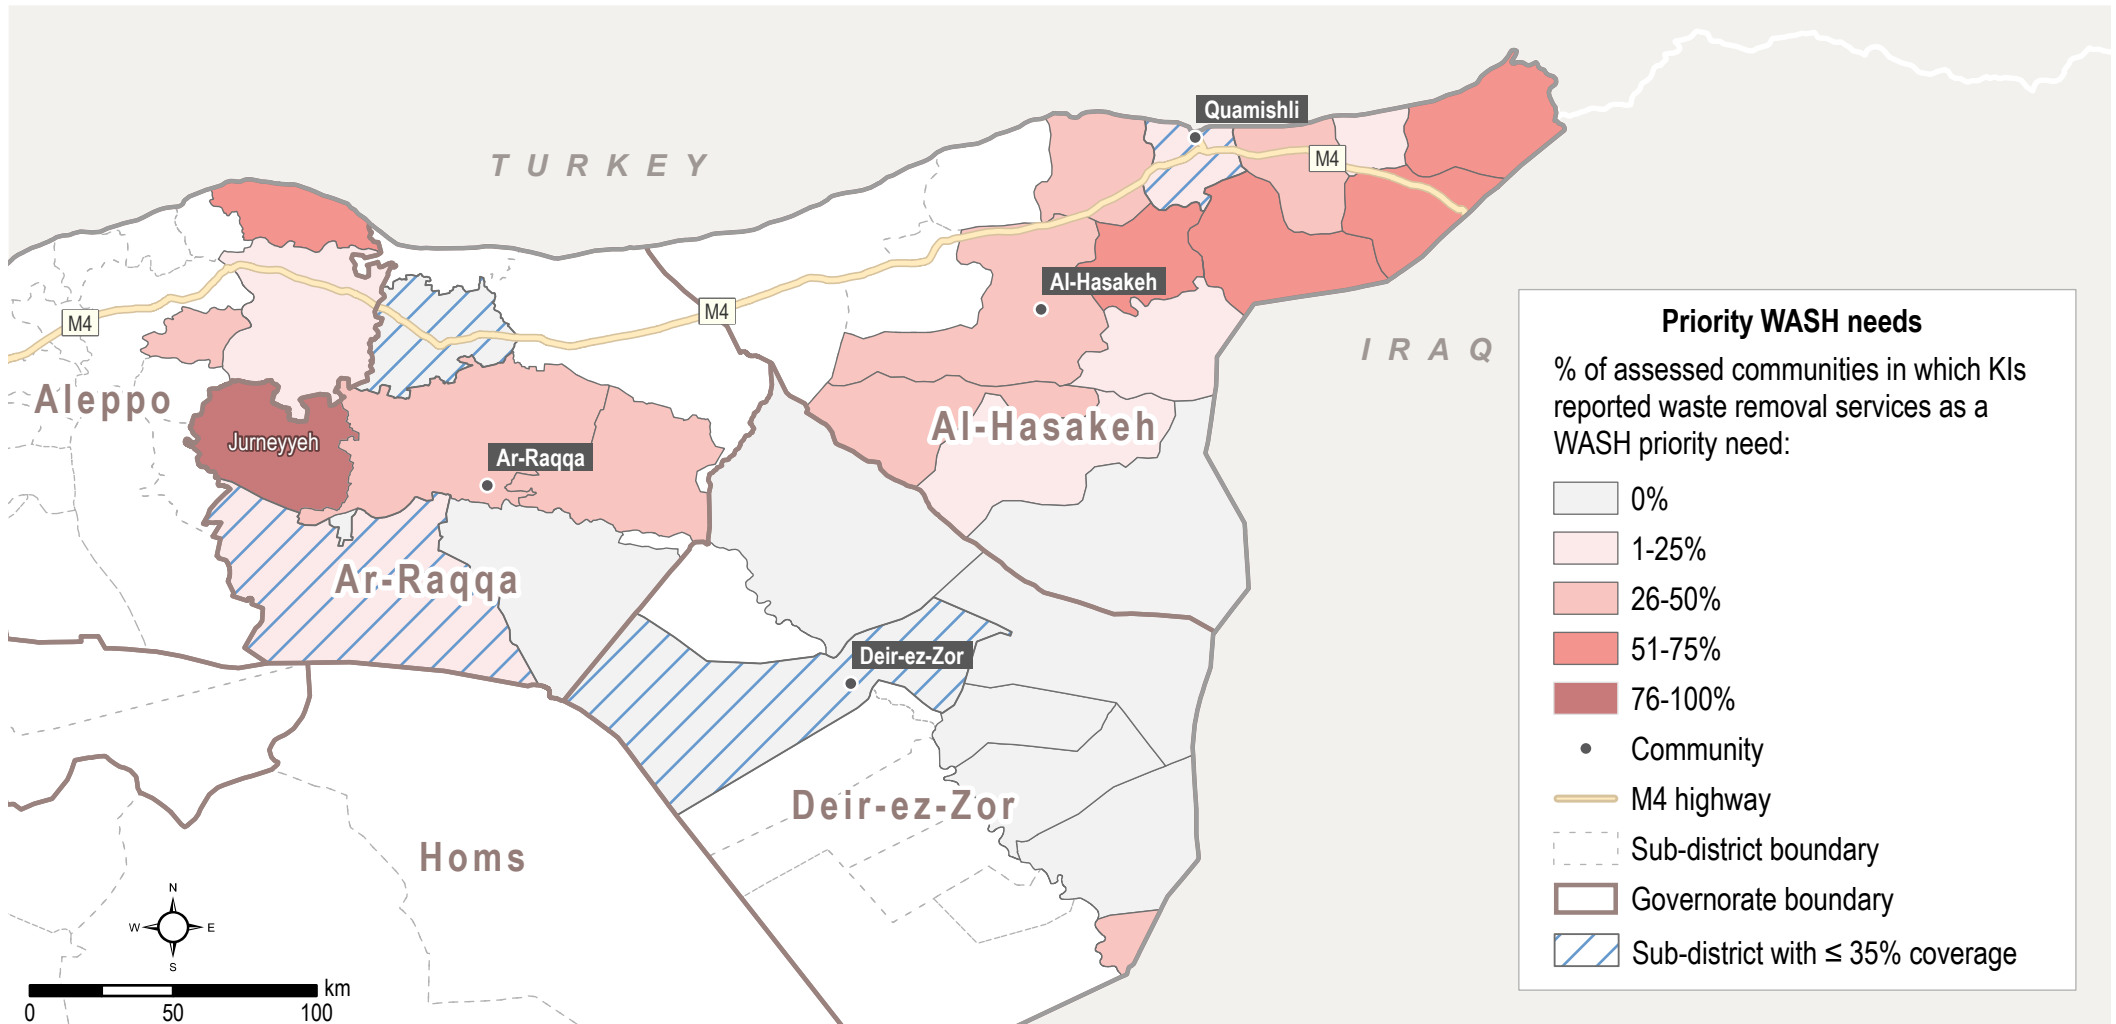 Quamishli
TURKEY
M4
Al-Hasakeh
M4
M4
IRAQ
Aleppo
Jurneyyeh
Al-Hasakeh
Ar-Raqqa
Ar-Raqqa
Deir-ez-Zor
Deir-ez-Zor
Homs
N
W E
S
km
0 50 100
Priority WASH needs
% of assessed communities in which KIs
reported waste removal services as a
WASH priority need:
0%
1-25%
26-50%
51-75%
76-100%
Community
M4 highway
Sub-district boundary
Governorate boundary
Sub-district with ≤ 35% coverage